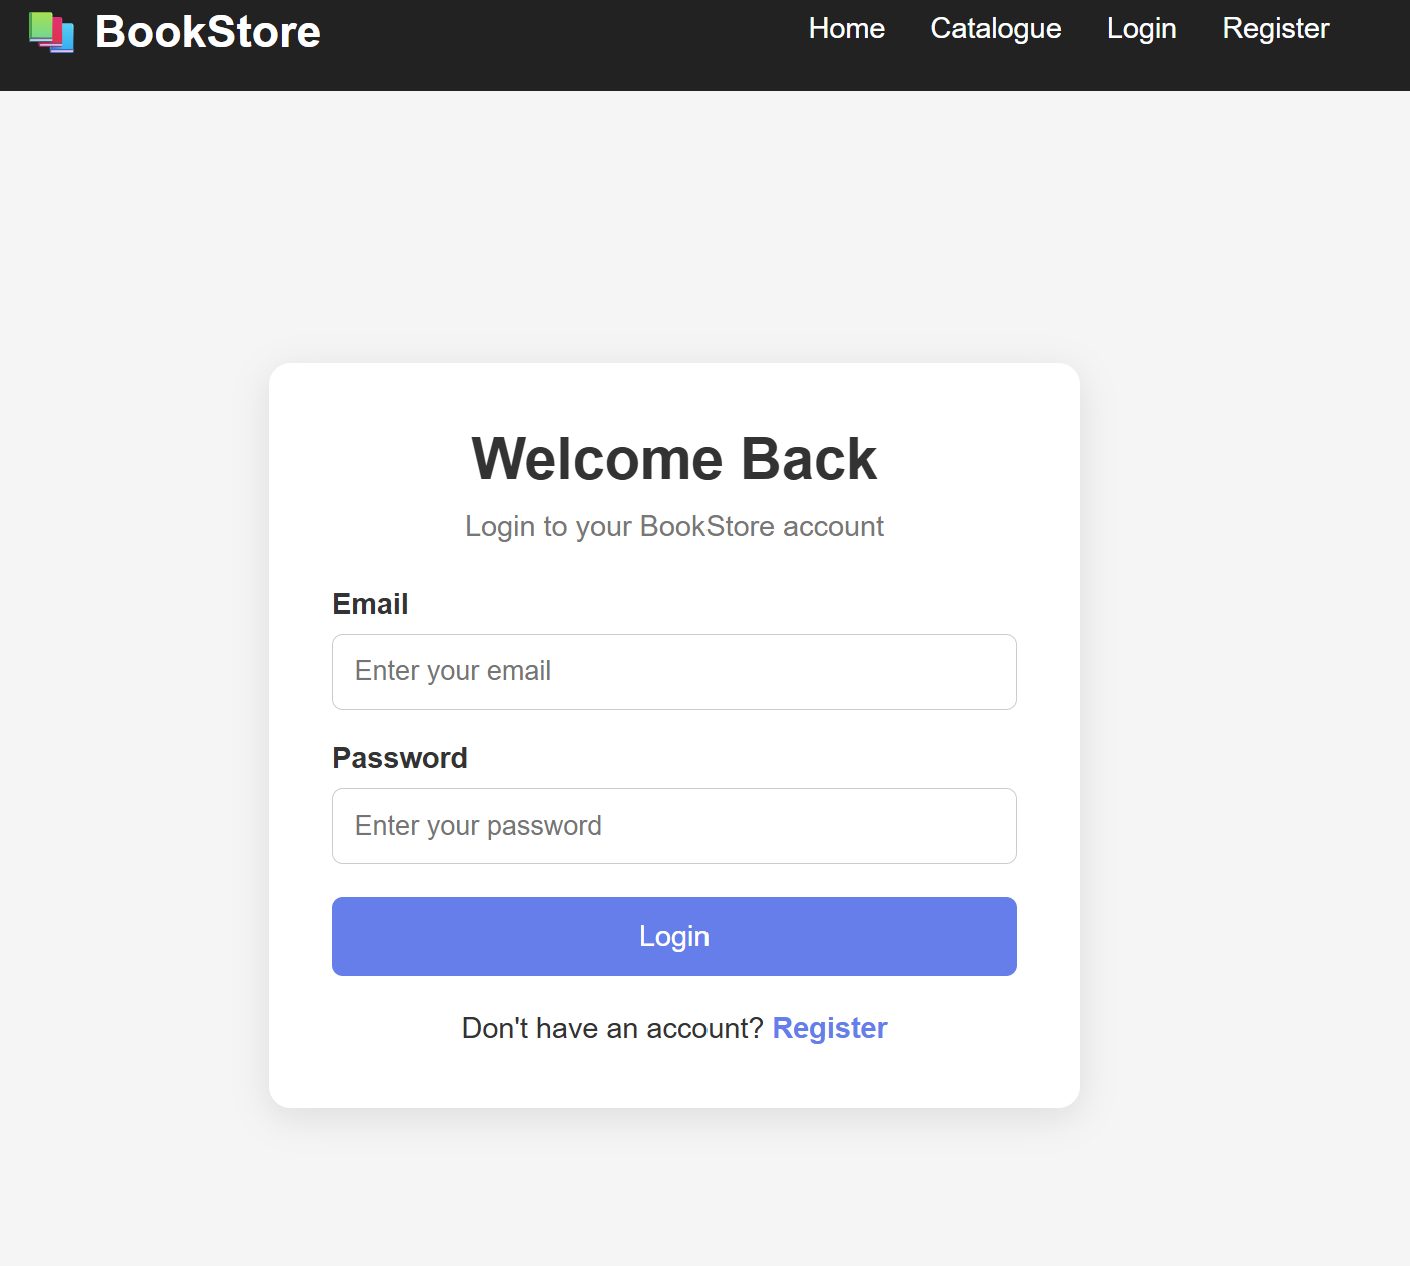 BookStore
Home Catalogue Login Register
Welcome Back
Login to your BookStore account
Email
Enter your email
Password
Enter your password
Login
Don't have an account? Register